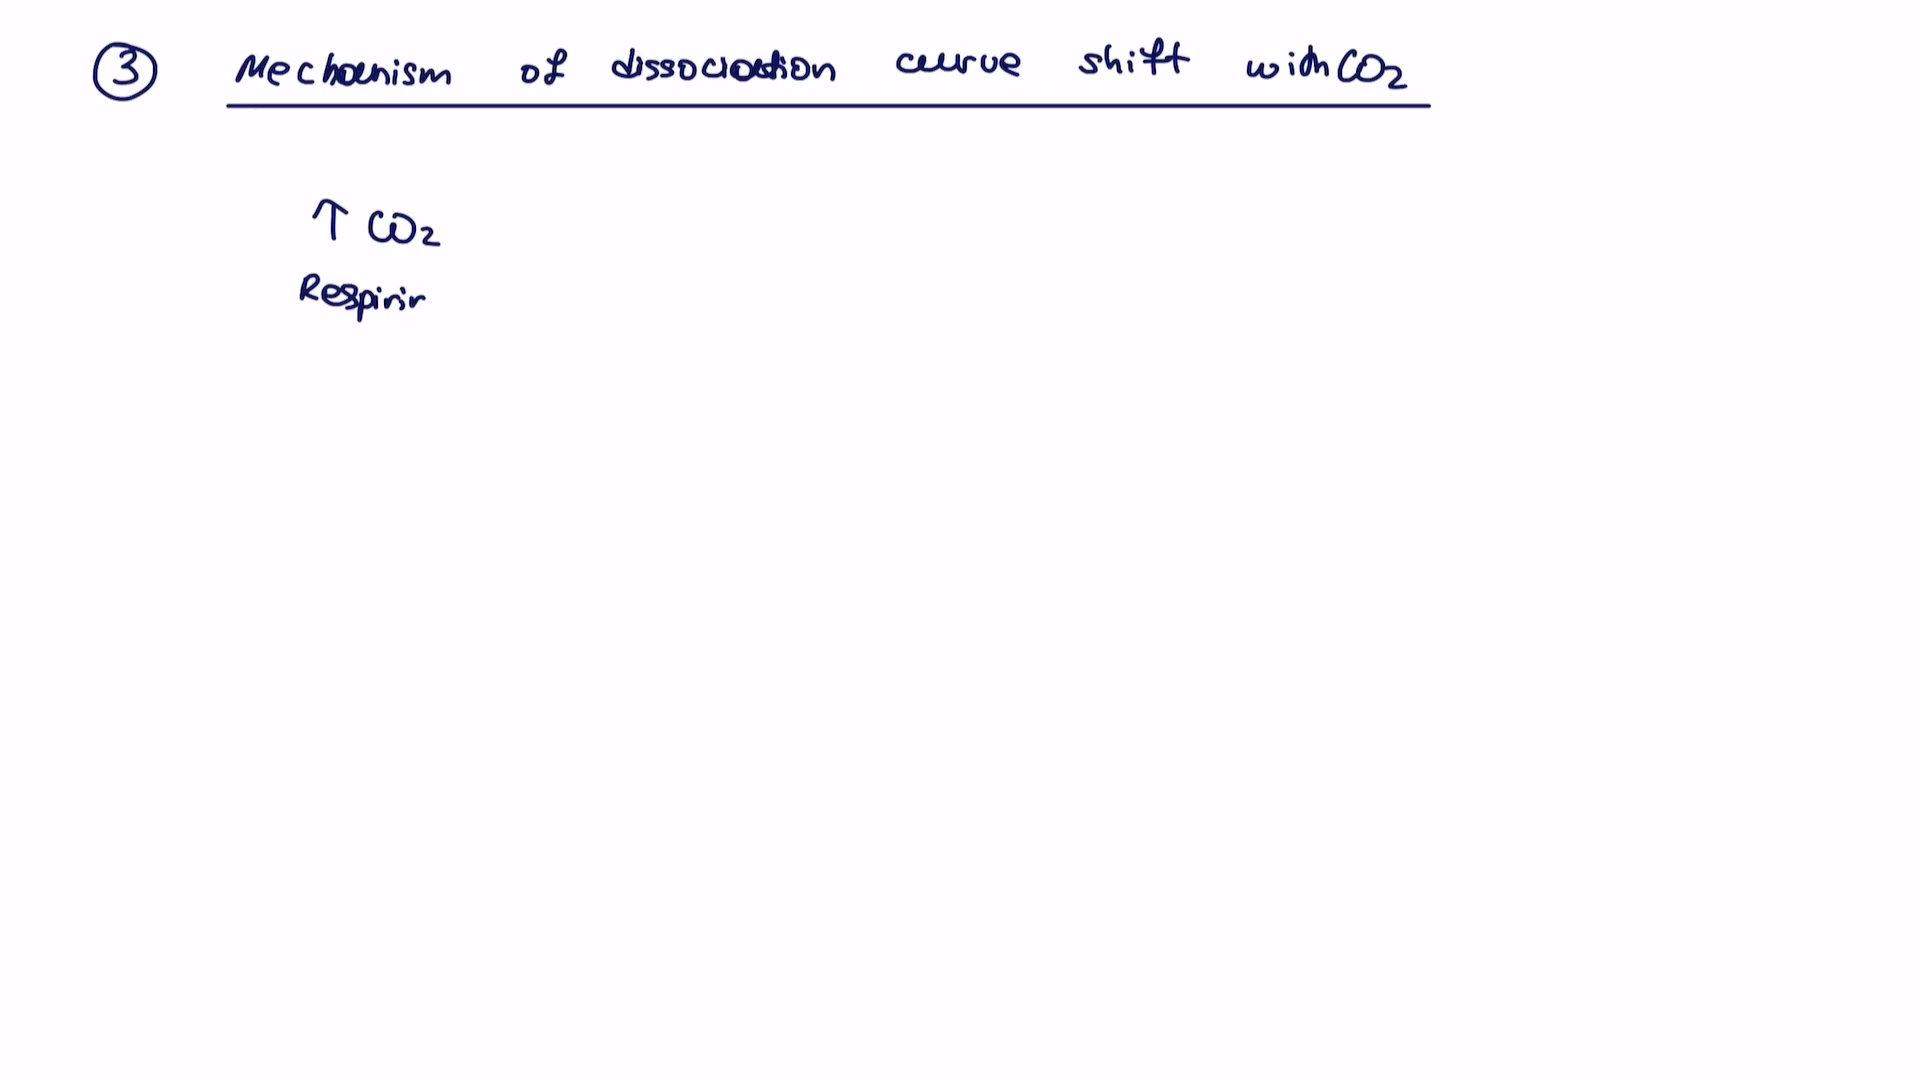 ③ Mechanism of dissociation curve shift with CO2
↑ CO2
Respirir